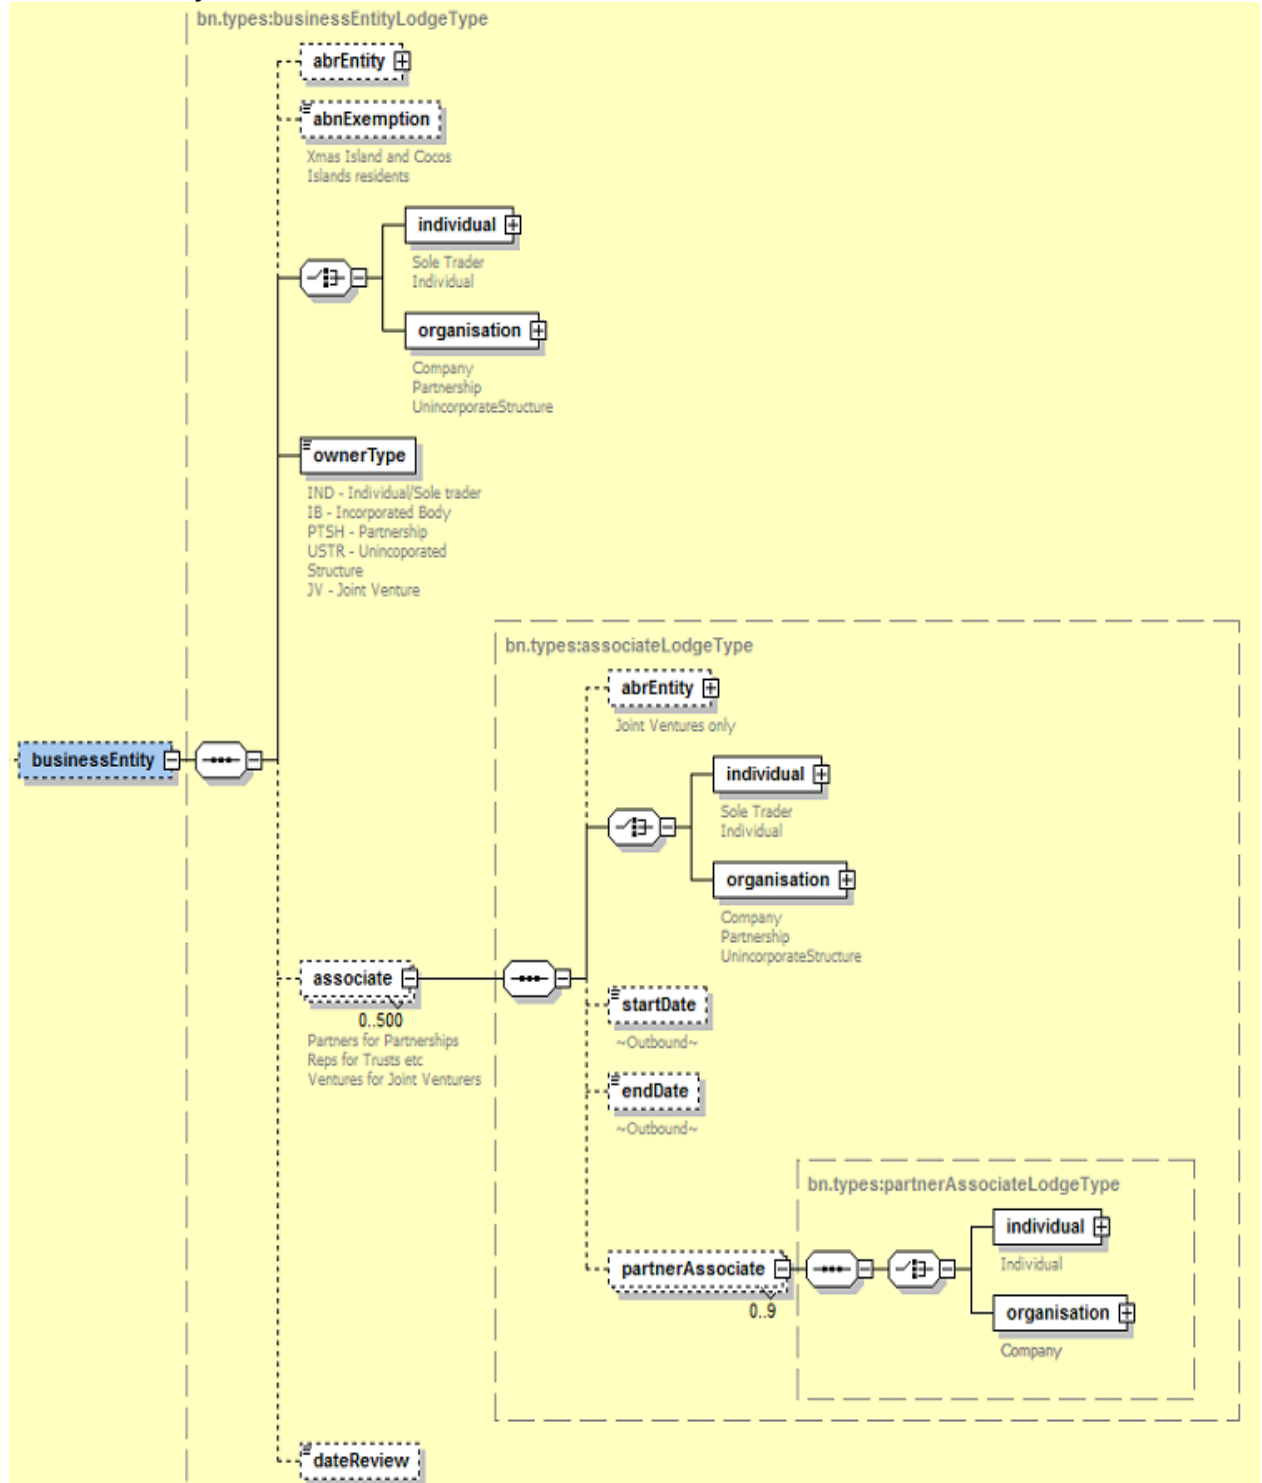 bn.types:businessEntityLodgeType
abrEntity
abnExemption
Xmas Island and Cocos
Islands residents
individual
Sole Trader
Individual
organisation
Company
Partnership
UnincorporateStructure
ownerType
IND - Individual/Sole trader
IB - Incorporated Body
PTSH - Partnership
USTR - Unincoporated
Structure
JV - Joint Venture
bn.types:associateLodgeType
abrEntity
Joint Ventures only
individual
Sole Trader
Individual
organisation
Company
Partnership
UnincorporateStructure
businessEntity
associate
0..500
Partners for Partnerships
Reps for Trusts etc
Ventures for Joint Venturers
startDate
~Outbound~
endDate
~Outbound~
bn.types:partnerAssociateLodgeType
partnerAssociate
0..9
individual
Individual
organisation
Company
dateReview